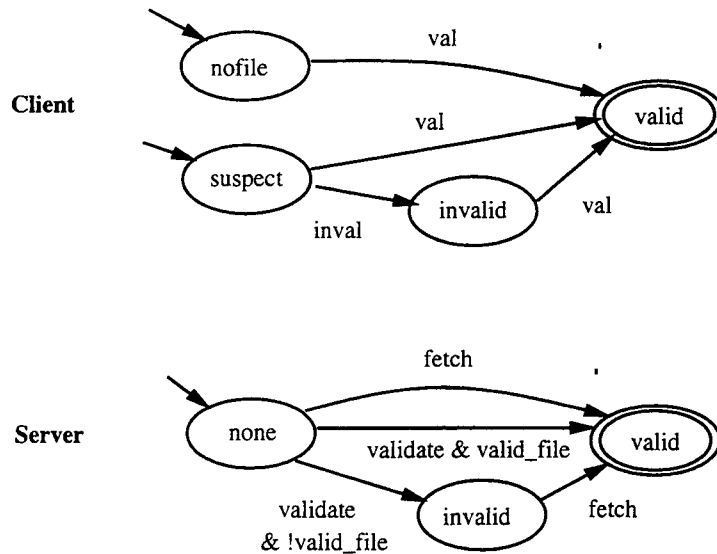 val
nofile
Client
valid
val
suspect
invalid
inval
val
fetch
Server
none
valid
validate & valid_file
validate
& !valid_file
invalid
fetch